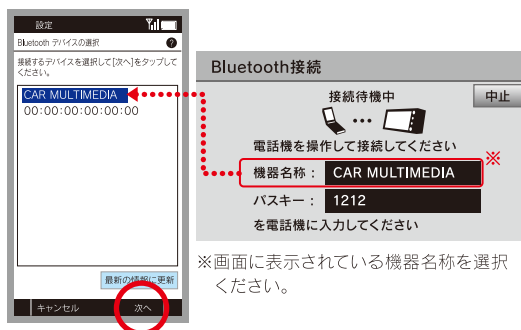 設定
Bluetooth デバイスの選択 ?
接続するデバイスを選択して[次へ]をタップして
ください。
CAR MULTIMEDIA
00:00:00:00:00:00
最新の情報に更新
キャンセル 次へ
Bluetooth接続
接続待機中
中止
電話機を操作して接続してください
機器名称： CAR MULTIMEDIA
※
パスキー： 1212
を電話機に入力してください
※画面に表示されている機器名称を選択
ください。